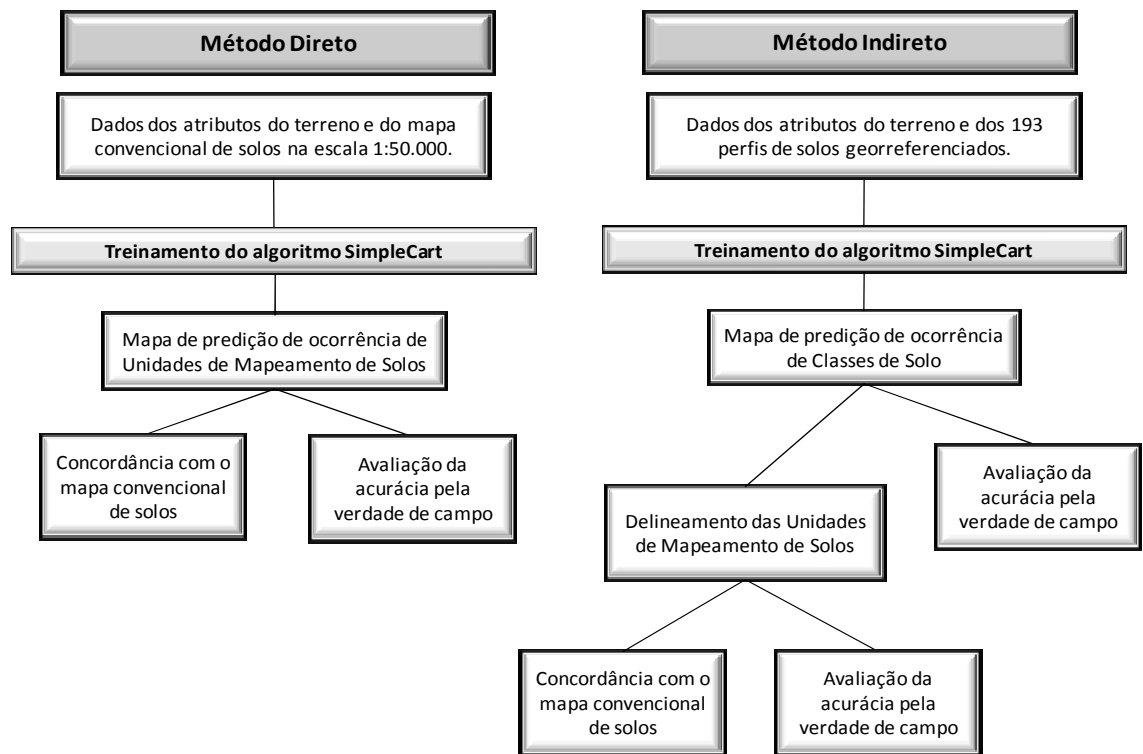 Método Direto
Dados dos atributos do terreno e do mapa
convencional de solos na escala 1:50.000.
Treinamento do algoritmo SimpleCart
Mapa de predição de ocorrência de
Unidades de Mapeamento de Solos
Concordância com o
mapa convencional
de solos
Avaliação da
acurácia pela
verdade de campo
Método Indireto
Dados dos atributos do terreno e dos 193
perfis de solos georreferenciados.
Treinamento do algoritmo SimpleCart
Mapa de predição de ocorrência
de Classes de Solo
Avaliação da
acurácia pela
verdade de campo
Delineamento das Unidades
de Mapeamento de Solos
Concordância com o
mapa convencional
de solos
Avaliação da
acurácia pela
verdade de campo